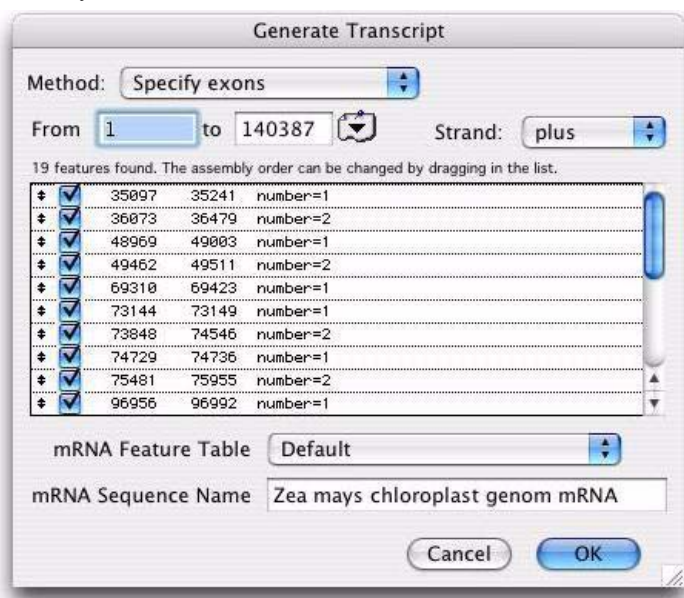 Generate Transcript
Method: Specify exons
From 1 to 140387 Strand: plus
19 features found. The assembly order can be changed by dragging in the list.
35097 35241 number=1
36073 36479 number=2
48969 49003 number=1
49462 49511 number=2
69310 69423 number=1
73144 73149 number=1
73848 74546 number=2
74729 74736 number=1
75481 75955 number=2
96956 96992 number=1
mRNA Feature Table Default
mRNA Sequence Name Zea mays chloroplast genom mRNA
Cancel OK